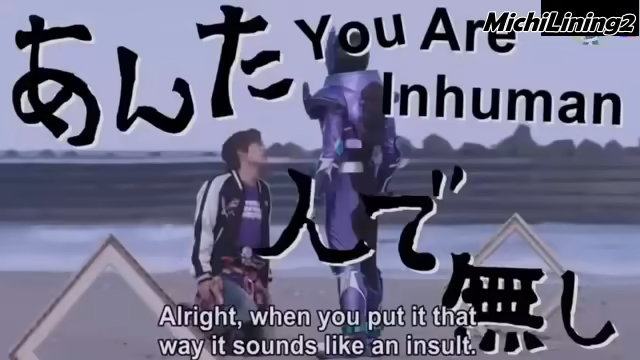 MichiLining2
あんた
You Are
Inhuman
人で
無し
Alright, when you put it that
way it sounds like an insult.